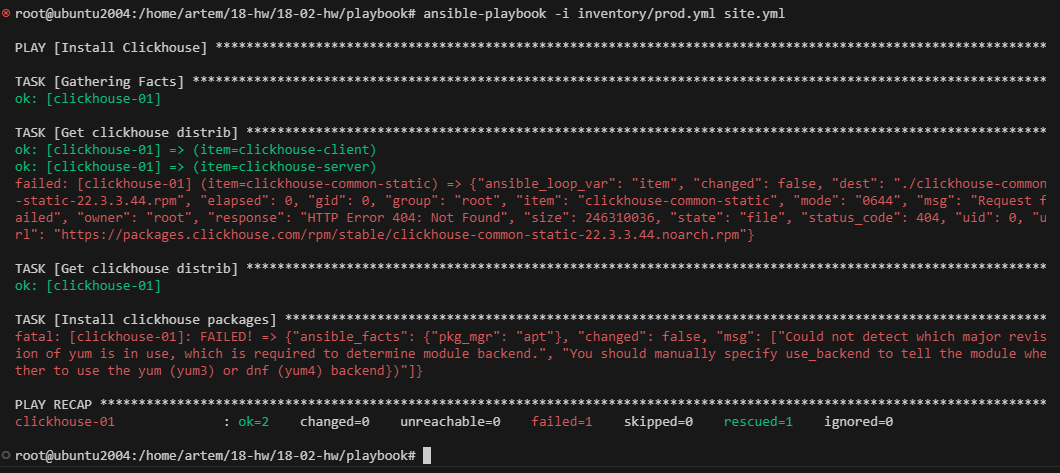 root@ubuntu2004:/home/artem/18-hw/18-02-hw/playbook# ansible-playbook -i inventory/prod.yml site.yml
PLAY [Install Clickhouse] ************************************************************************************************************
TASK [Gathering Facts] ***************************************************************************************************************
ok: [clickhouse-01]
TASK [Get clickhouse distrib] ********************************************************************************************************
ok: [clickhouse-01] => (item=clickhouse-client)
ok: [clickhouse-01] => (item=clickhouse-server)
failed: [clickhouse-01] (item=clickhouse-common-static) => {"ansible_loop_var": "item", "changed": false, "dest": "./clickhouse-common
-static-22.3.3.44.rpm", "elapsed": 0, "gid": 0, "group": "root", "item": "clickhouse-common-static", "mode": "0644", "msg": "Request f
ailed", "owner": "root", "response": "HTTP Error 404: Not Found", "size": 246310036, "state": "file", "status_code": 404, "uid": 0, "u
rl": "https://packages.clickhouse.com/rpm/stable/clickhouse-common-static-22.3.3.44.noarch.rpm"}
TASK [Get clickhouse distrib] ********************************************************************************************************
ok: [clickhouse-01]
TASK [Install clickhouse packages] ***************************************************************************************************
fatal: [clickhouse-01]: FAILED! => {"ansible_facts": {"pkg_mgr": "apt"}, "changed": false, "msg": ["Could not detect which major revis
ion of yum is in use, which is required to determine module backend.", "You should manually specify use_backend to tell the module whe
ther to use the yum (yum3) or dnf (yum4) backend})"]}
PLAY RECAP ***************************************************************************************************************************
clickhouse-01              : ok=2    changed=0    unreachable=0    failed=1    skipped=0    rescued=1    ignored=0
root@ubuntu2004:/home/artem/18-hw/18-02-hw/playbook#